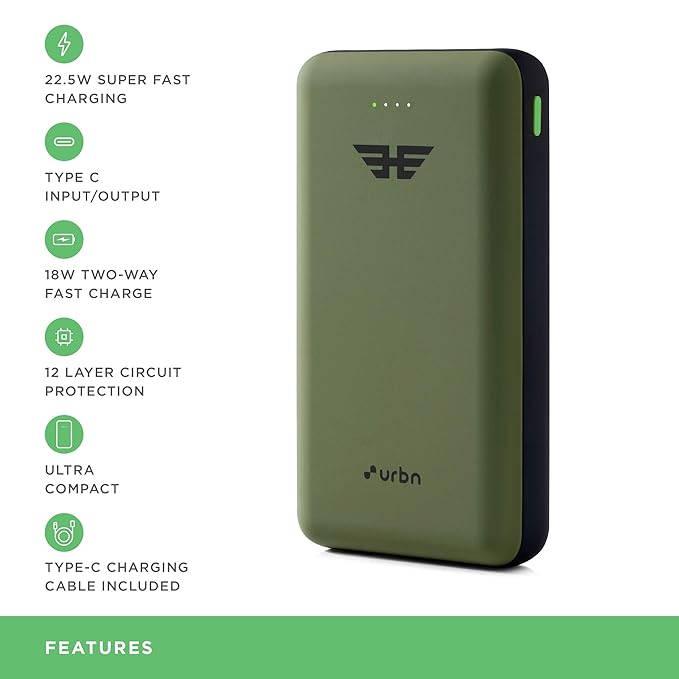 22.5W SUPER FAST
CHARGING
TYPE C
INPUT/OUTPUT
18W TWO-WAY
FAST CHARGE
12 LAYER CIRCUIT
PROTECTION
ULTRA
COMPACT
TYPE-C CHARGING
CABLE INCLUDED
urbn
FEATURES